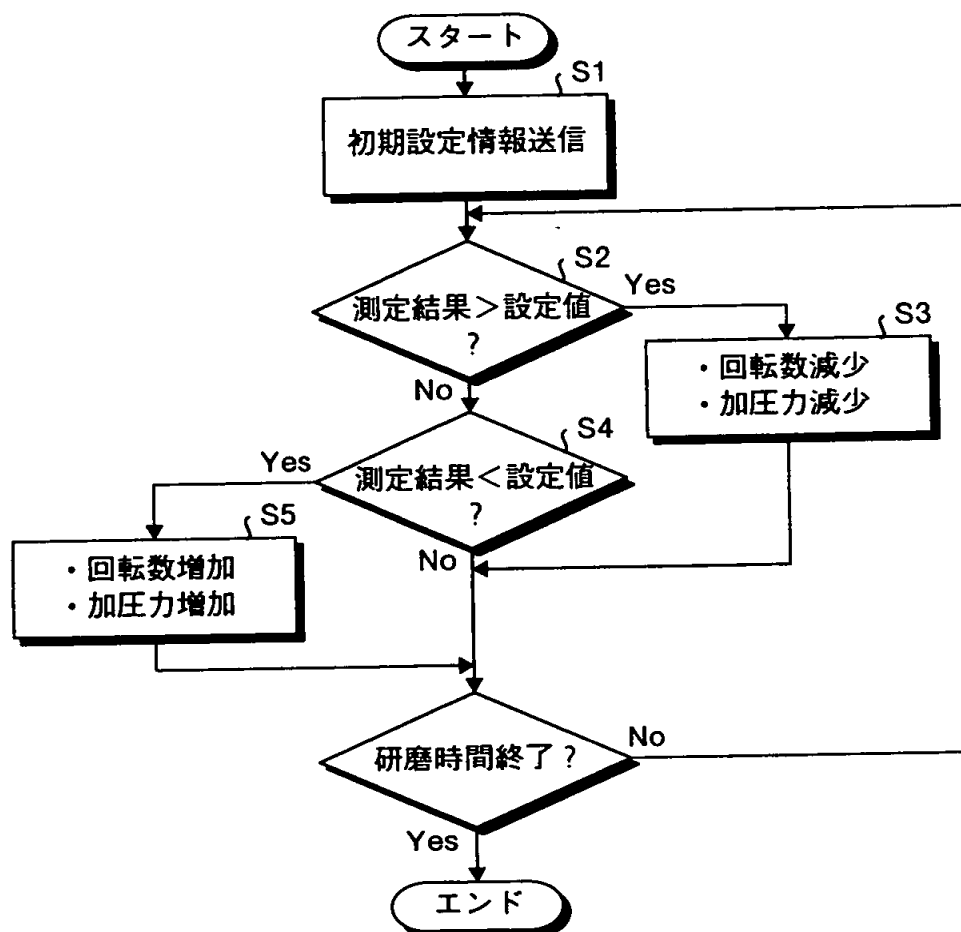 スタート
S1
初期設定情報送信
S2
測定結果>設定値
?
Yes
No
S3
・回転数減少
・加圧力減少
S4
測定結果<設定値
?
Yes
No
S5
・回転数増加
・加圧力増加
研磨時間終了?
No
Yes
エンド